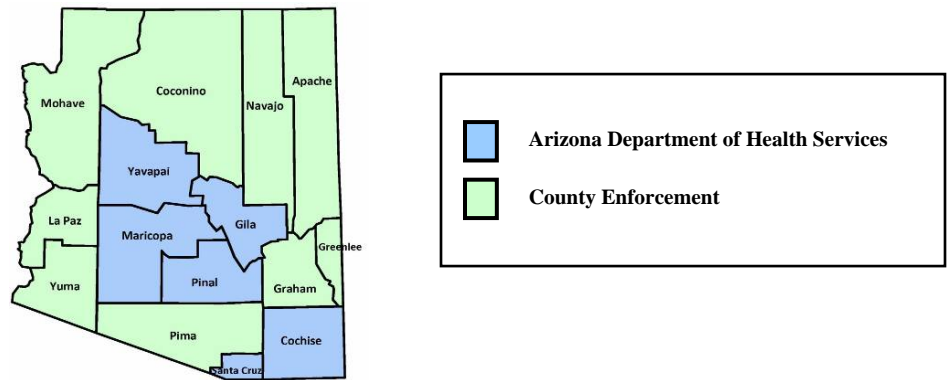 Apache
Coconino
Mohave
Navajo
Yavapai
La Paz
Gila
Maricopa
Greenlee
Pinal
Yuma
Graham
Pima
Cochise
Santa Cruz
Arizona Department of Health Services
County Enforcement